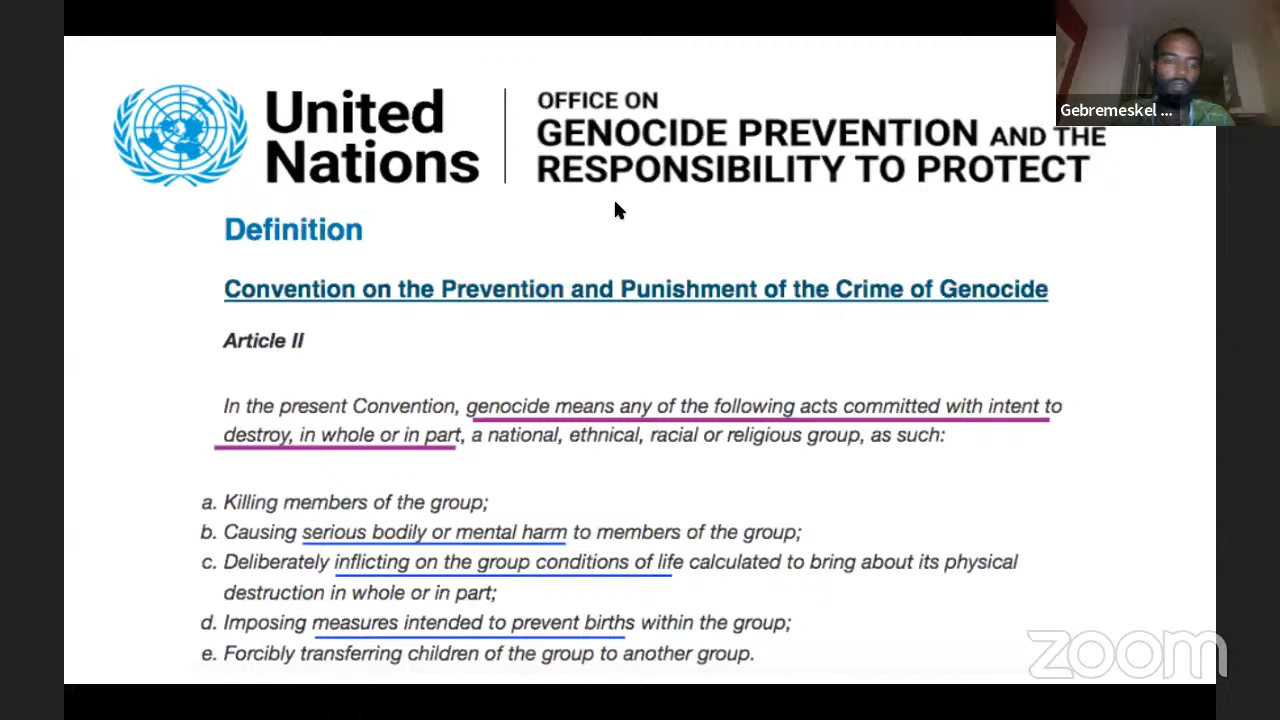 United
Nations
OFFICE ON
GENOCIDE PREVENTION AND THE
RESPONSIBILITY TO PROTECT
Gebremeskel ...
Definition
Convention on the Prevention and Punishment of the Crime of Genocide
Article II
In the present Convention, genocide means any of the following acts committed with intent to
destroy, in whole or in part, a national, ethnical, racial or religious group, as such:
a. Killing members of the group;
b. Causing serious bodily or mental harm to members of the group;
c. Deliberately inflicting on the group conditions of life calculated to bring about its physical
destruction in whole or in part;
d. Imposing measures intended to prevent births within the group;
e. Forcibly transferring children of the group to another group.
zoom